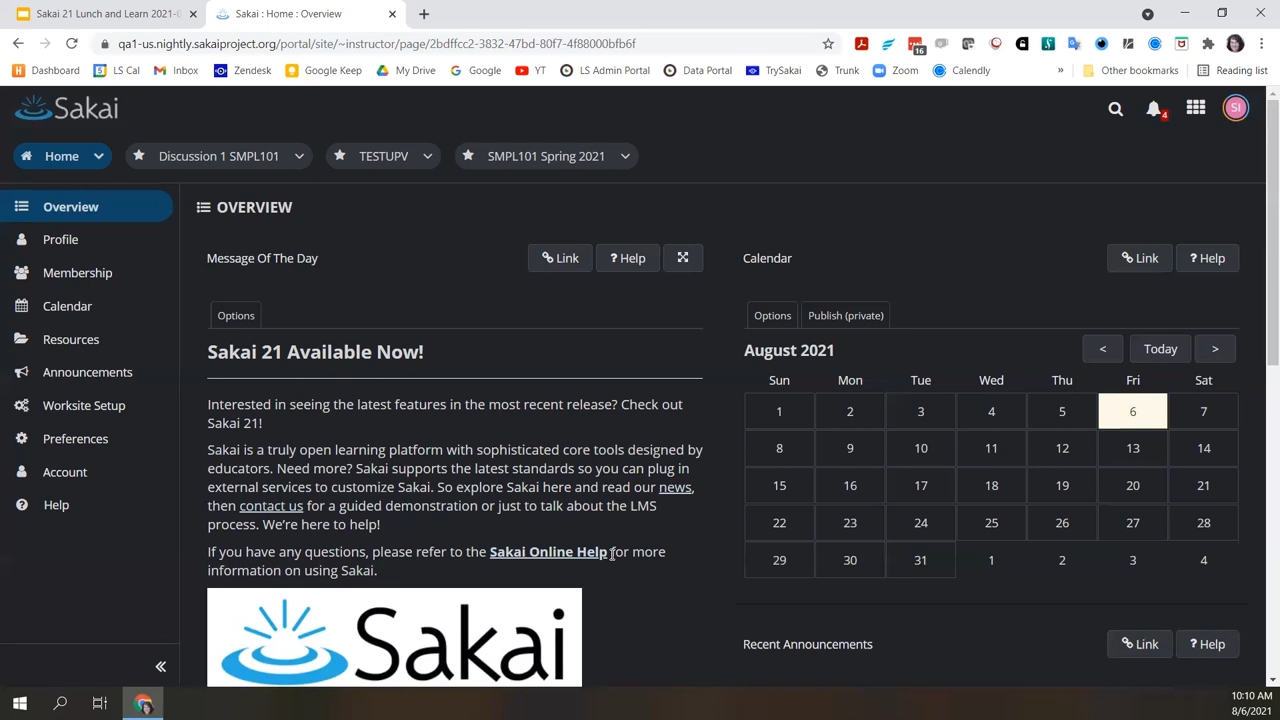 Sakai 21 Lunch and Learn 2021-0
Sakai : Home : Overview
qa1-us.nightly.sakaiproject.org/portal/site/~instructor/page/2bdffcc2-3832-47bd-80f7-4f88000bfb6f
16
Dashboard
LS Cal
Inbox
Zendesk
Google Keep
My Drive
Google
YT
LS Admin Portal
Data Portal
TrySakai
Trunk
Zoom
Calendly
»
Other bookmarks
Reading list
Sakai
4
SI
Home
Discussion 1 SMPL101
TESTUPV
SMPL101 Spring 2021
Overview
Profile
Membership
Calendar
Resources
Announcements
Worksite Setup
Preferences
Account
Help
OVERVIEW
Message Of The Day
Link
? Help
Options
Sakai 21 Available Now!
Interested in seeing the latest features in the most recent release? Check out
Sakai 21!
Sakai is a truly open learning platform with sophisticated core tools designed by
educators. Need more? Sakai supports the latest standards so you can plug in
external services to customize Sakai. So explore Sakai here and read our news,
then contact us for a guided demonstration or just to talk about the LMS
process. We're here to help!
If you have any questions, please refer to the Sakai Online Help for more
information on using Sakai.
Sakai
Calendar
Link
? Help
Options
Publish (private)
August 2021
<
Today
>
Sun Mon Tue Wed Thu Fri Sat
1 2 3 4 5 6 7
8 9 10 11 12 13 14
15 16 17 18 19 20 21
22 23 24 25 26 27 28
29 30 31 1 2 3 4
Recent Announcements
Link
? Help
10:10 AM
8/6/2021